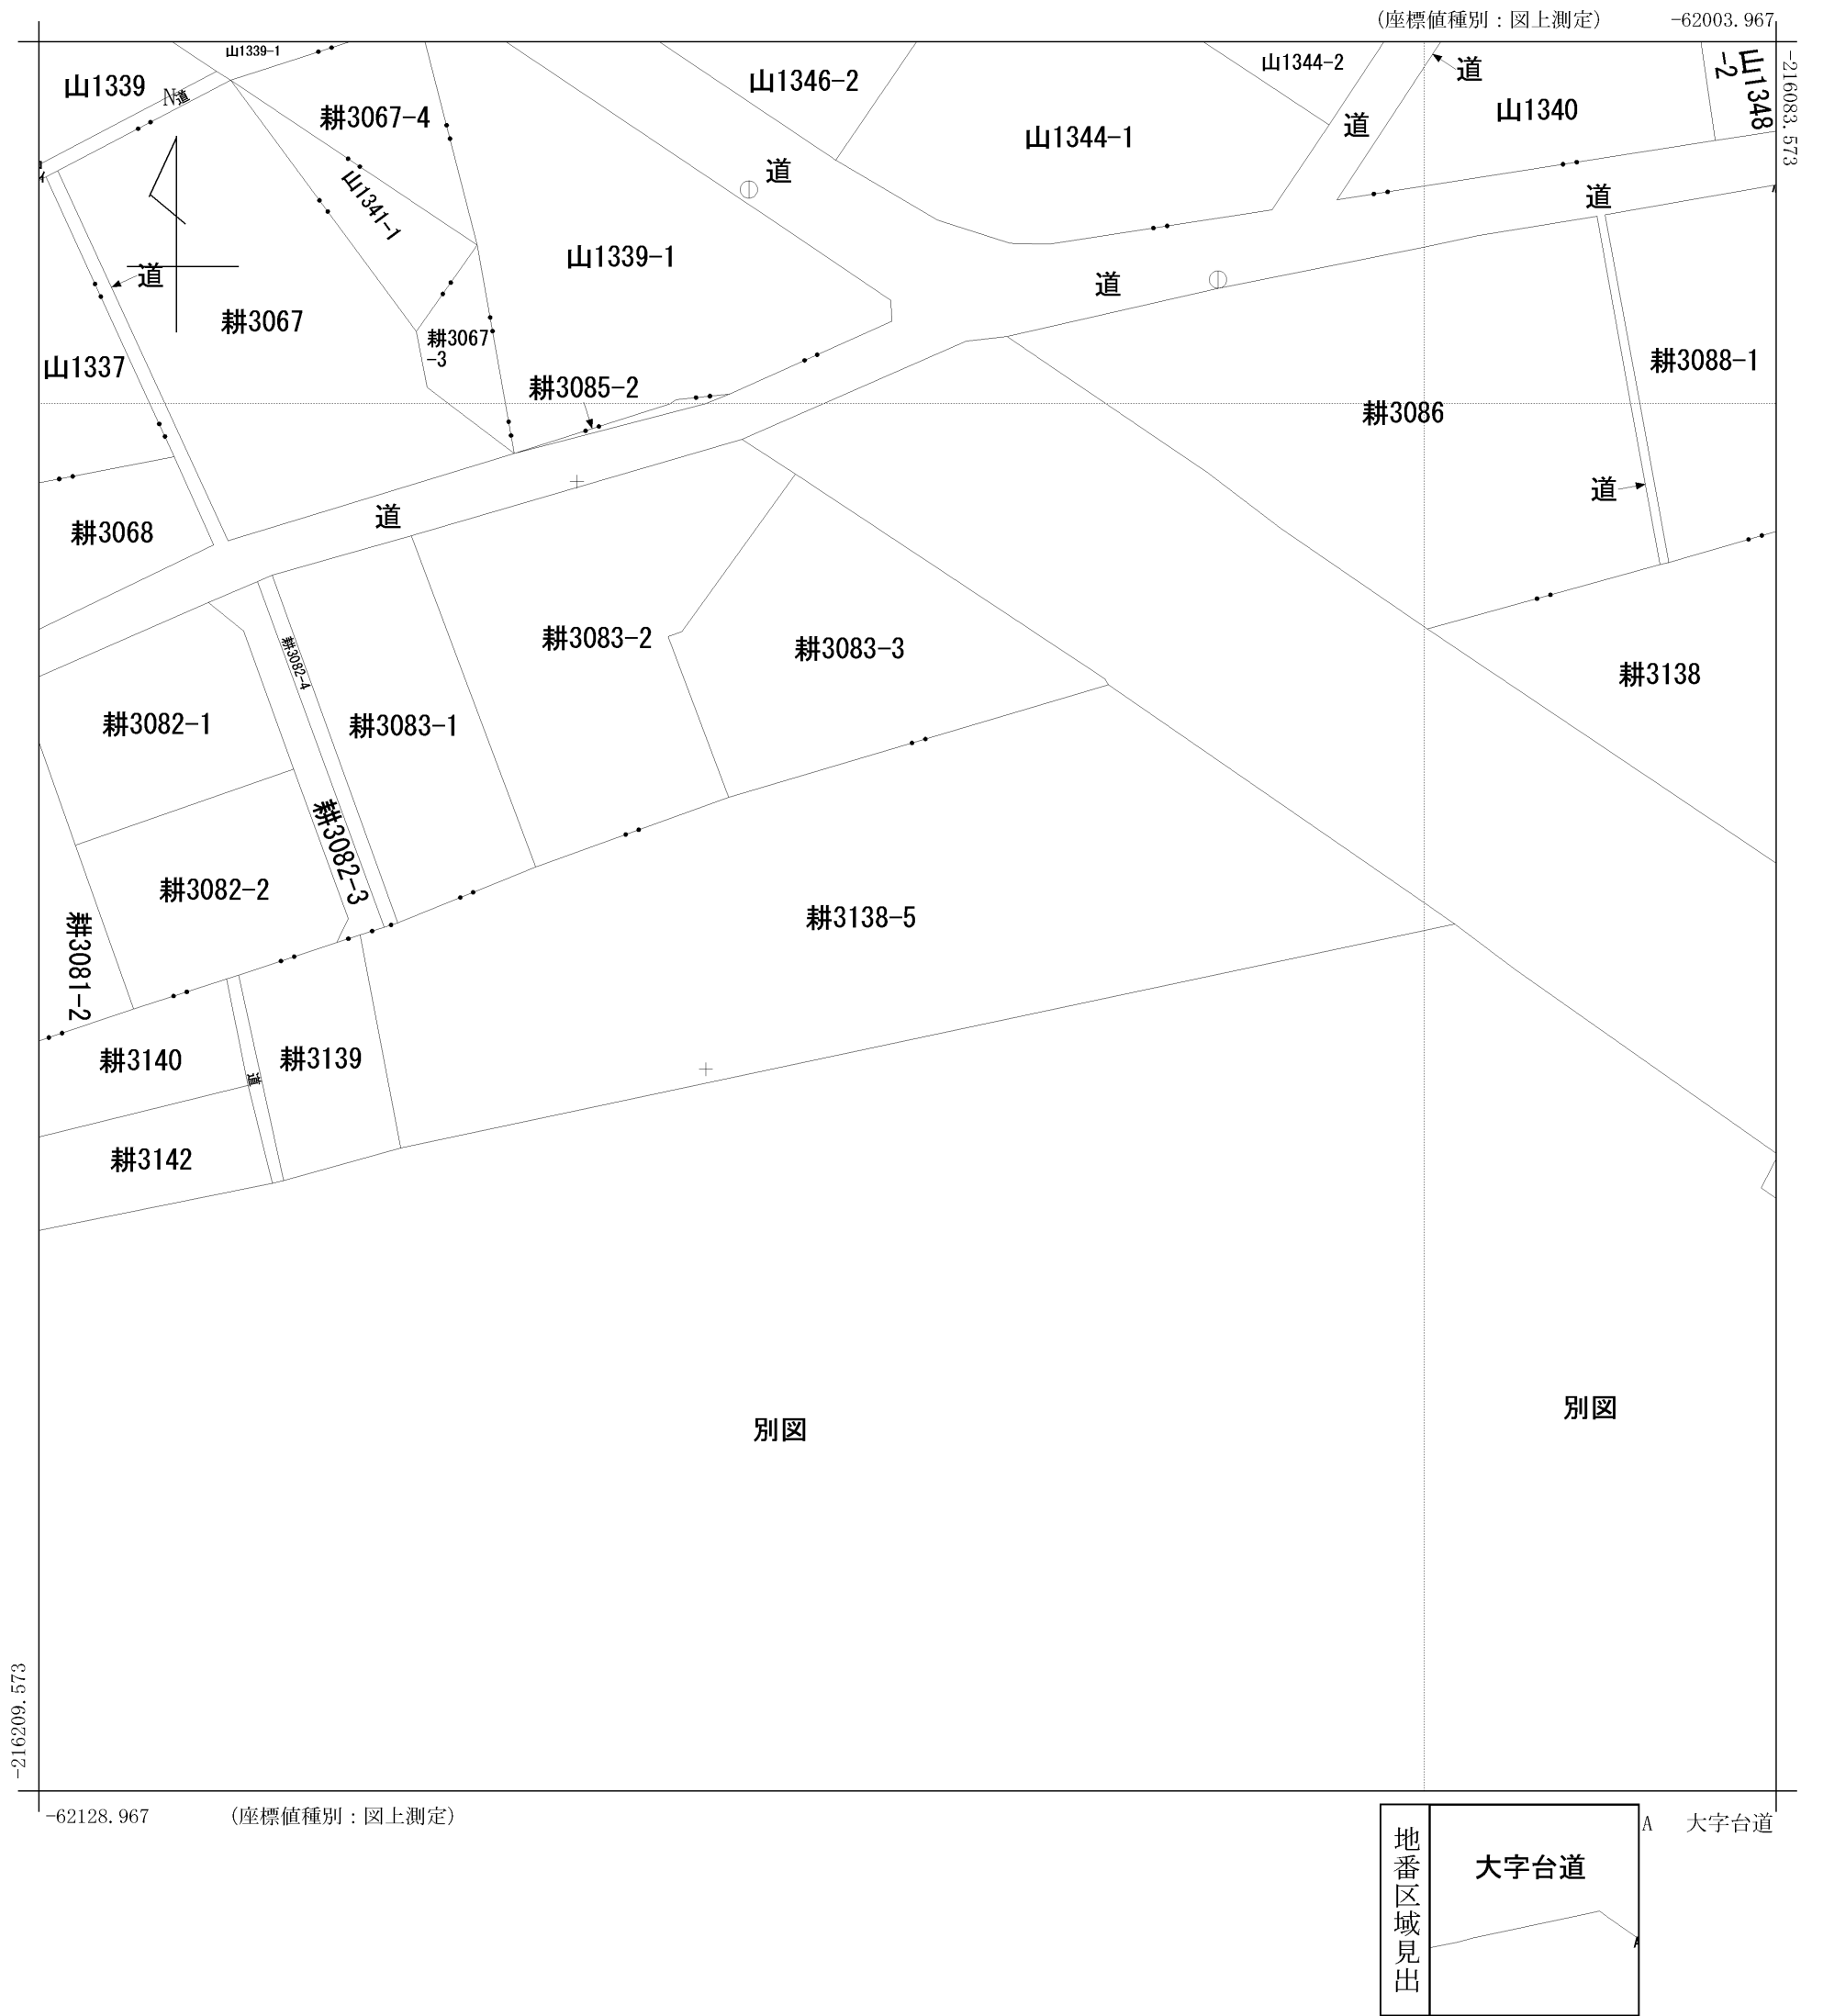 (座標値種別：図上測定)
-62003.967
-216083.573
山1339-1
山1339
N
道
耕3067-4
山1346-2
山1344-2
道
山1348
-2
山1340
道
山1344-1
道
道
山1341-1
山1339-1
道
道
耕3067
耕3067
-3
山1337
耕3085-2
耕3088-1
耕3086
道
道
耕3068
耕3082-4
耕3083-2
耕3083-3
耕3138
耕3082-1
耕3083-1
耕3082-3
耕3082-2
耕3138-5
耕3081-2
耕3140
耕3139
道
耕3142
別図
別図
-216209.573
-62128.967
(座標値種別：図上測定)
A
大字台道
地番区域見出
大字台道
A